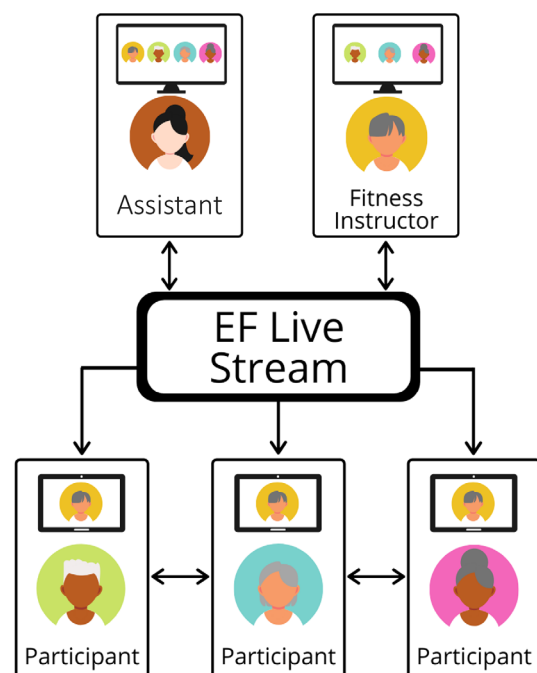 Assistant
Fitness
Instructor
EF Live
Stream
Participant
Participant
Participant